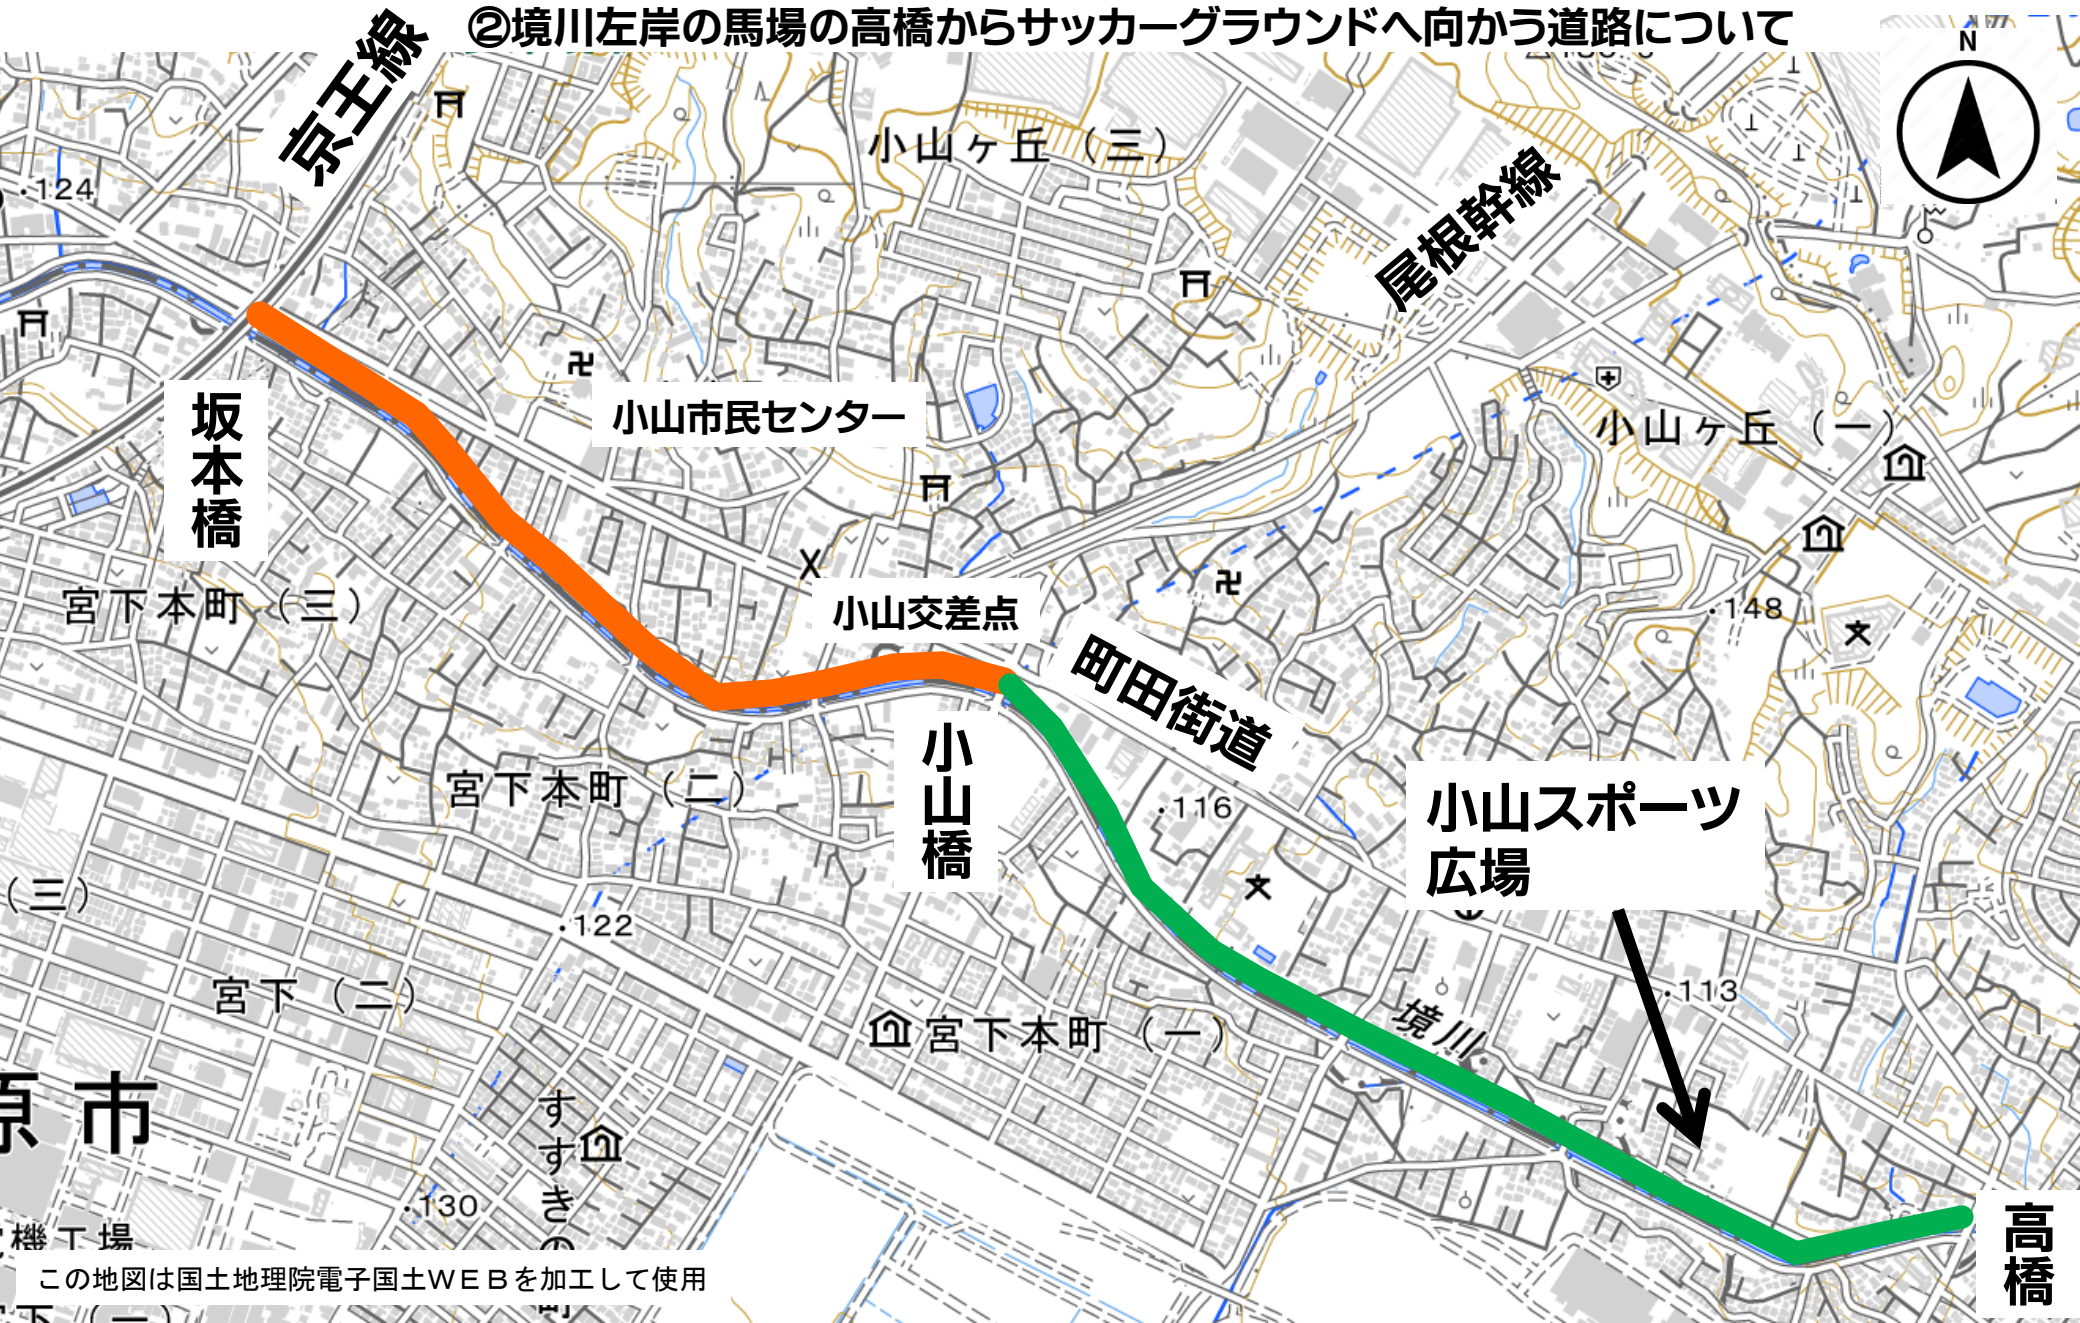 ②境川左岸の馬場の高橋からサッカーグラウンドへ向かう道路について
N
京王線
小山ヶ丘（三）
・124
尾根幹線
小山市民センター
坂本橋
小山ヶ丘（一）
宮下本町（三）
小山交差点
・148
町田街道
小山橋
宮下本町（二）
・116
小山スポーツ
広場
（三）
・122
宮下（二）
・113
境川
宮下本町（一）
原市
すすきの
・130
機工場
高橋
この地図は国土地理院電子国土ＷＥＢを加工して使用